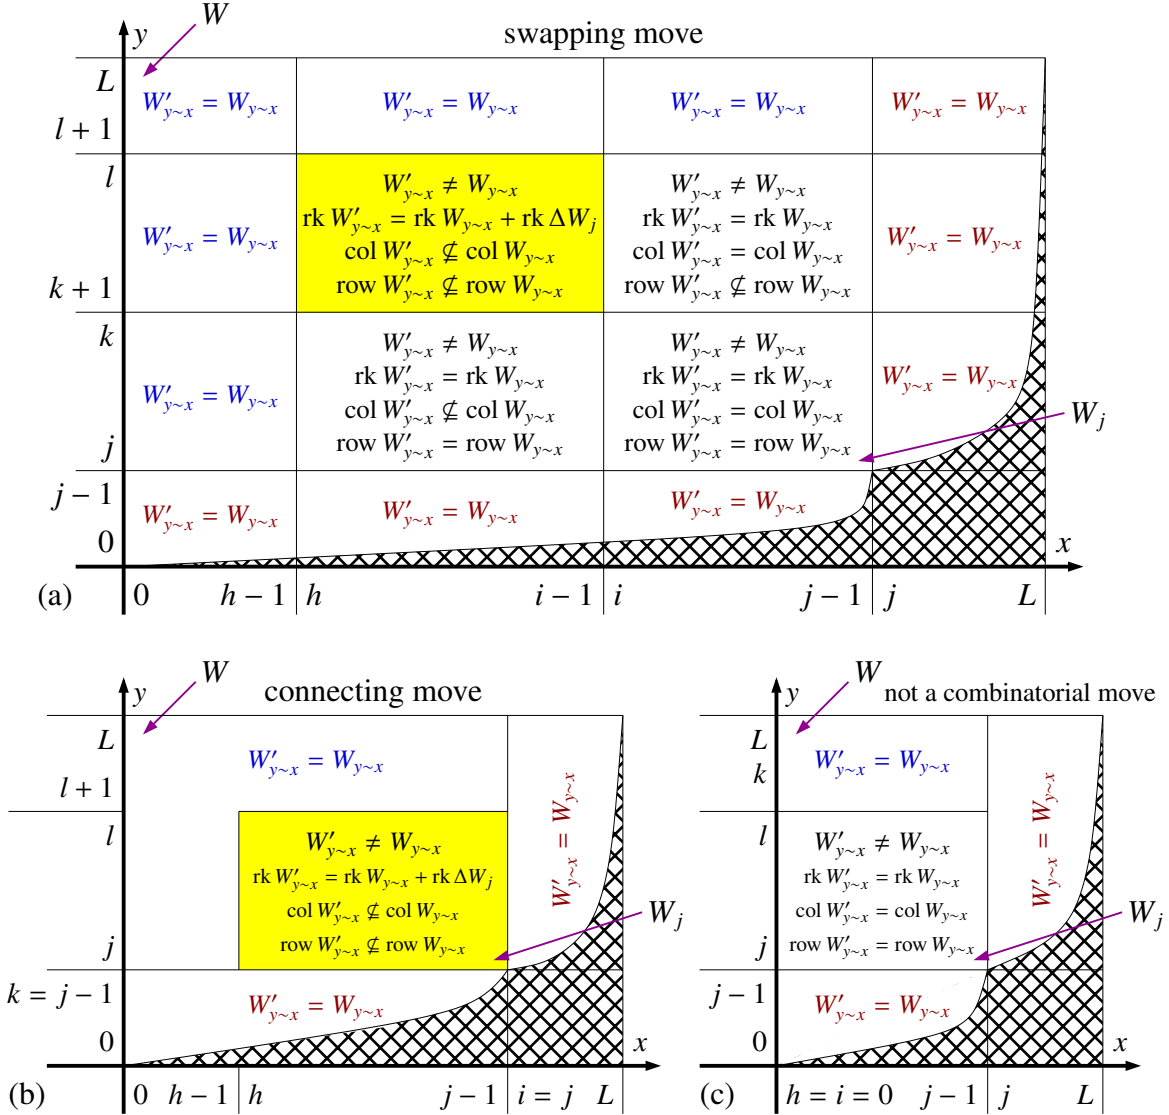 W
y
swapping move
L
W′y∼x = Wy∼x W′y∼x = Wy∼x W′y∼x = Wy∼x W′y∼x = Wy∼x
l + 1
l
W′y∼x ≠ Wy∼x W′y∼x ≠ Wy∼x
rk W′y∼x = rk Wy∼x + rk ΔWj rk W′y∼x = rk Wy∼x
W′y∼x = Wy∼x W′y∼x = Wy∼x
col W′y∼x ⊈ col Wy∼x col W′y∼x = col Wy∼x
row W′y∼x ⊈ row Wy∼x row W′y∼x ⊈ row Wy∼x
k + 1
k
W′y∼x ≠ Wy∼x W′y∼x ≠ Wy∼x
rk W′y∼x = rk Wy∼x rk W′y∼x = rk Wy∼x
W′y∼x = Wy∼x W′y∼x = Wy∼x
col W′y∼x ⊈ col Wy∼x col W′y∼x = col Wy∼x
row W′y∼x = row Wy∼x row W′y∼x = row Wy∼x
Wj
j
j − 1
W′y∼x = Wy∼x W′y∼x = Wy∼x W′y∼x = Wy∼x
0
x
(a) 0 h − 1 h i − 1 i j − 1 j L
W
y
connecting move
L
W′y∼x = Wy∼x
l + 1
l
W′y∼x ≠ Wy∼x
rk W′y∼x = rk Wy∼x + rk ΔWj
col W′y∼x ⊈ col Wy∼x
row W′y∼x ⊈ row Wy∼x
W′y∼x = Wy∼x
Wj
j
k = j − 1
W′y∼x = Wy∼x
0
x
(b) 0 h − 1 h j − 1 i = j L
W
y
not a combinatorial move
L
k
W′y∼x = Wy∼x
l
W′y∼x ≠ Wy∼x
rk W′y∼x = rk Wy∼x
col W′y∼x = col Wy∼x
row W′y∼x = row Wy∼x
W′y∼x = Wy∼x
Wj
j
j − 1
W′y∼x = Wy∼x
0
x
(c) h = i = 0 j − 1 j L